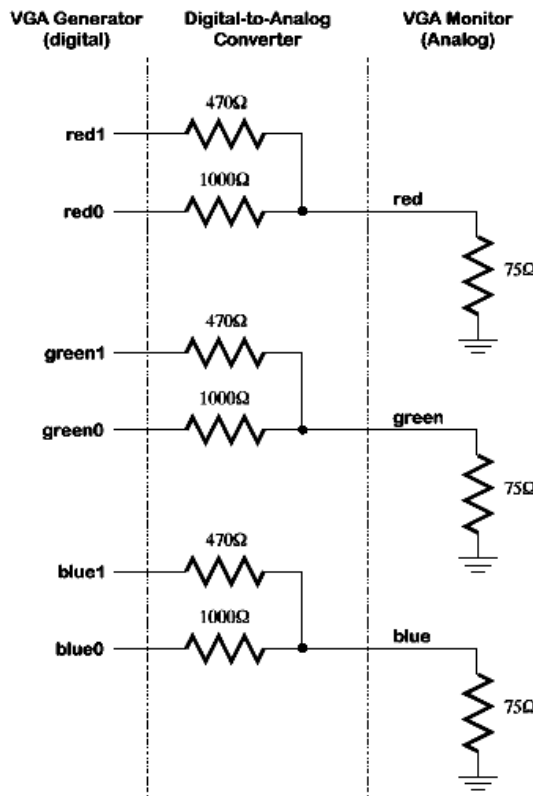 VGA Generator (digital)
Digital-to-Analog Converter
VGA Monitor (Analog)
470Ω
red1
1000Ω
red0
red
75Ω
470Ω
green1
1000Ω
green0
green
75Ω
470Ω
blue1
1000Ω
blue0
blue
75Ω